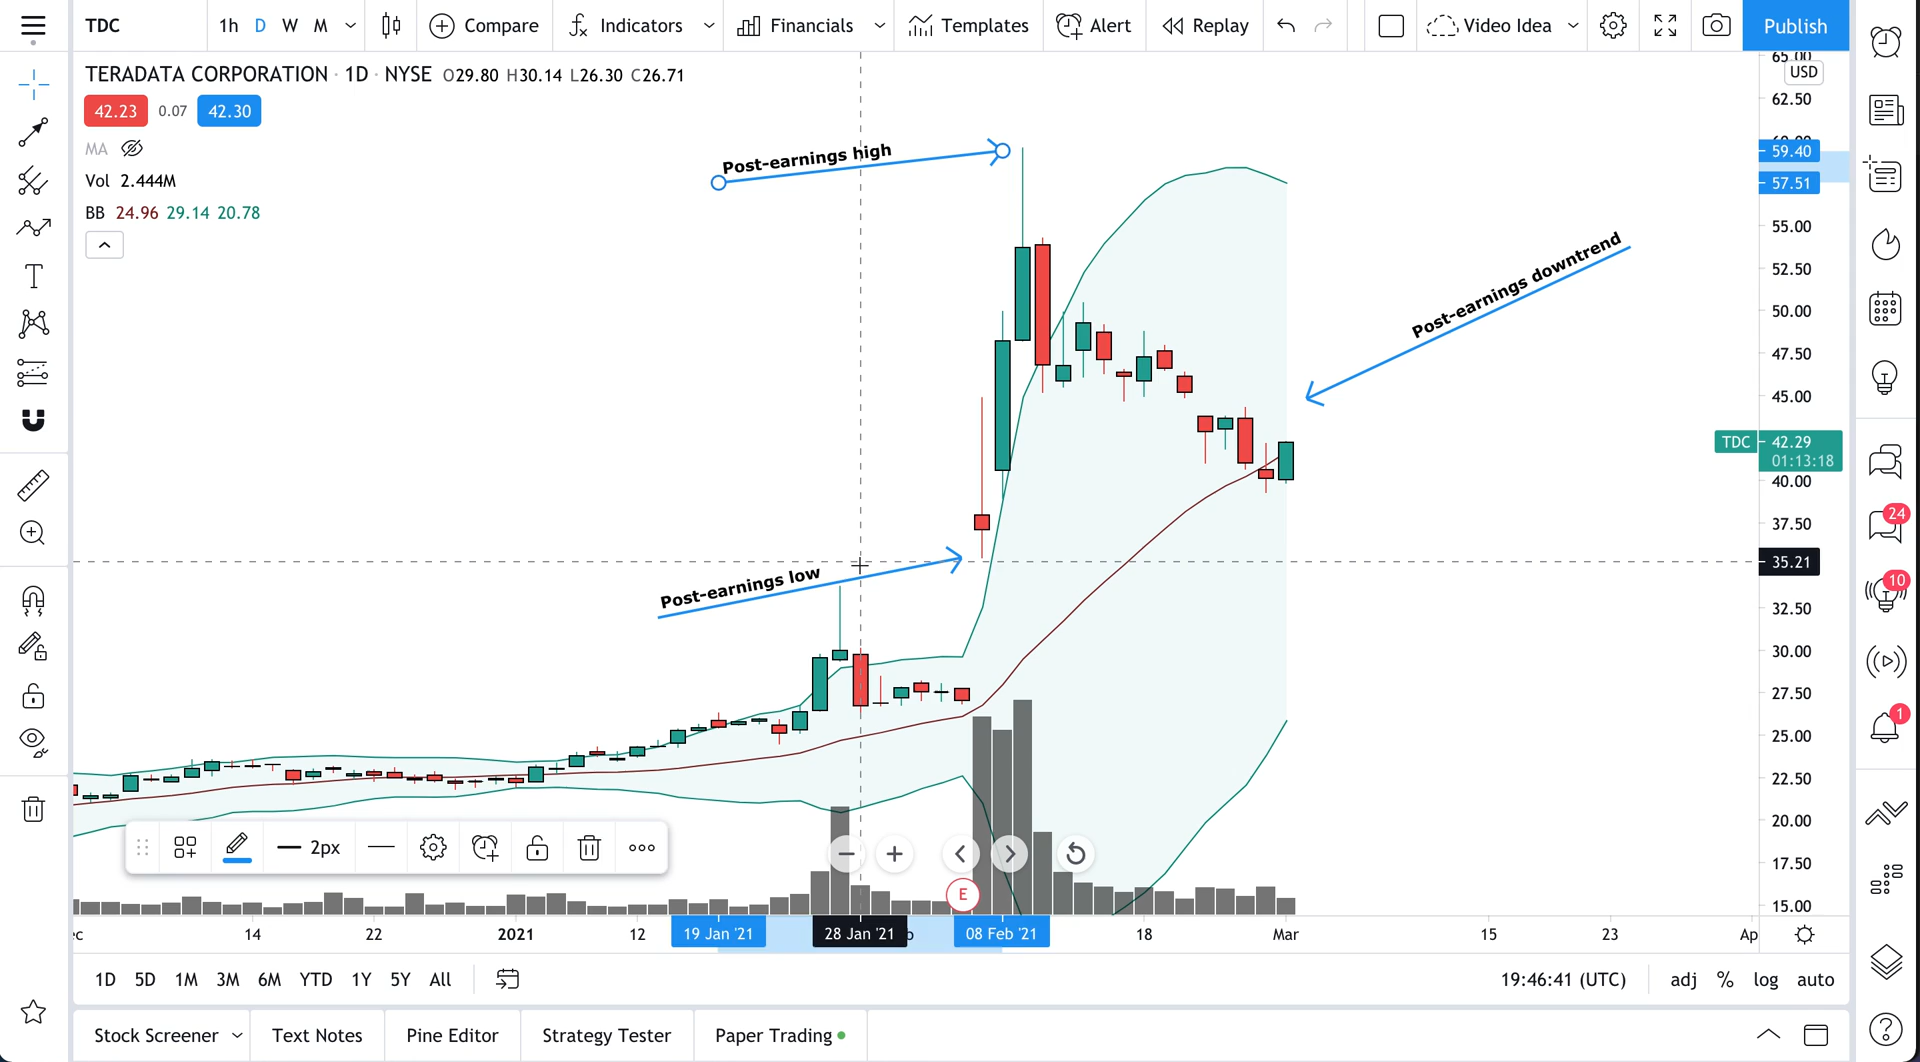 TDC 1h D W M Compare Indicators Financials Templates Alert Replay Video Idea Publish
TERADATA CORPORATION · 1D · NYSE O29.80 H30.14 L26.30 C26.71
42.23 0.07 42.30
MA
Vol 2.444M
BB 24.96 29.14 20.78
Post-earnings high
Post-earnings downtrend
Post-earnings low
65.00
USD
62.50
60.00
59.40
57.51
55.00
52.50
50.00
47.50
45.00
TDC 42.29
01:13:18
40.00
37.50
35.21
32.50
30.00
27.50
25.00
22.50
20.00
17.50
15.00
24
10
1
2px
E
ec 14 22 2021 12 19 Jan '21 28 Jan '21 b 08 Feb '21 18 Mar 15 23 Ap
1D 5D 1M 3M 6M YTD 1Y 5Y All 19:46:41 (UTC) adj % log auto
Stock Screener Text Notes Pine Editor Strategy Tester Paper Trading